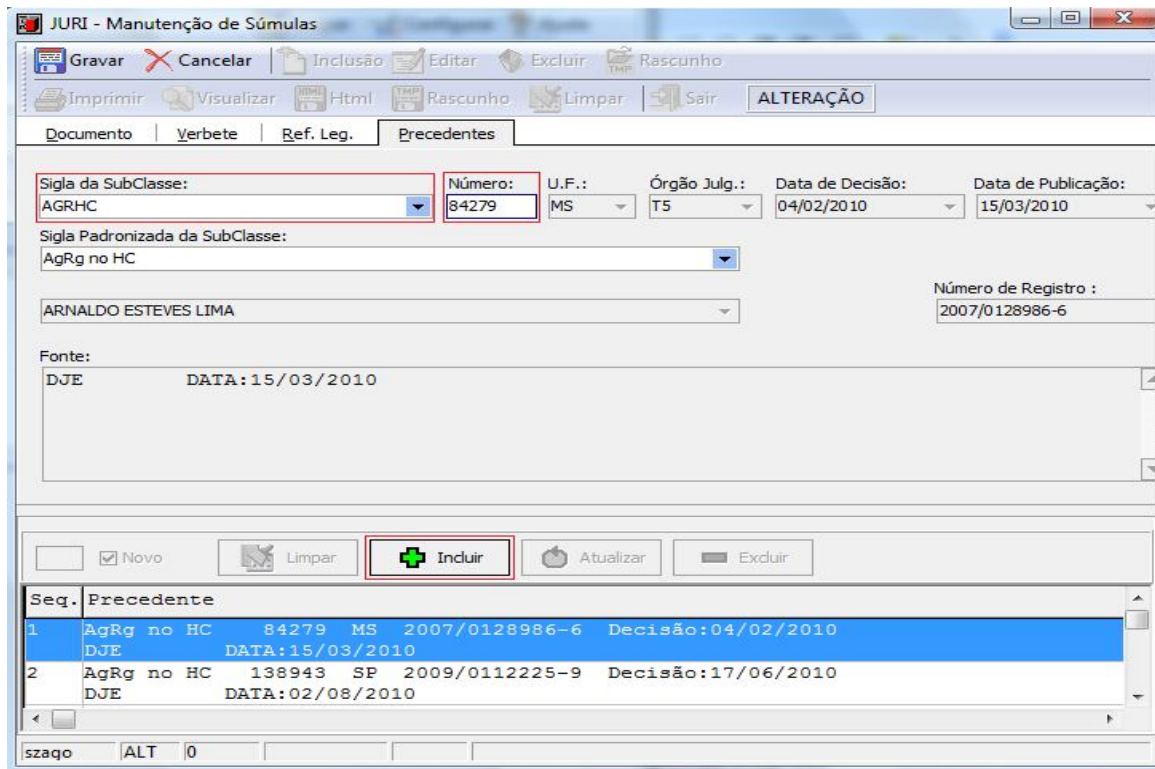 JURI - Manutenção de Súmulas
Gravar Cancelar Inclusão Editar Excluir Rascunho
Imprimir Visualizar Html Rascunho Limpar Sair ALTERAÇÃO
Documento Verbete Ref. Leg. Precedentes
Sigla da SubClasse: Número: U.F.: Órgão Julg.: Data de Decisão: Data de Publicação:
AGRHC 84279 MS T5 04/02/2010 15/03/2010
Sigla Padronizada da SubClasse:
AgRg no HC
Número de Registro :
ARNALDO ESTEVES LIMA 2007/0128986-6
Fonte:
DJE DATA:15/03/2010
Novo Limpar Incluir Atualizar Excluir
Seq. Precedente
1 AgRg no HC 84279 MS 2007/0128986-6 Decisão:04/02/2010
DJE DATA:15/03/2010
2 AgRg no HC 138943 SP 2009/0112225-9 Decisão:17/06/2010
DJE DATA:02/08/2010
szago ALT 0